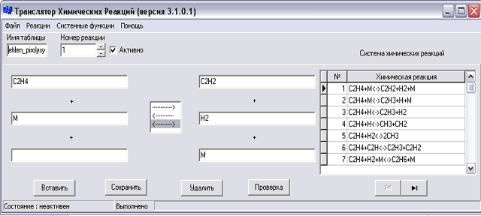 Транслятор Химических Реакций (версия 3.1.0.1)
Файл Реакции Системные функции Помощь
Имя таблицы Номер реакции
1 Активно
Система химических реакций
№ Химическая реакция
C2H4 C2H2
+ +
M H2
+ +
M
--------->
<---------
<-------->
1 C2H4+M<->C2H2+H2+M
2 C2H4+M<->C2H3+H+M
3 C2H4+H<->C2H3+H2
4 C2H4+H<->CH3+CH2
5 C2H4+H2<->2CH3
6 C2H4+C2H<->C2H3+C2H2
7 C2H4+H2+M<->C2H6+M
Вставить Сохранить Удалить Проверка
Состояние : неактивен Выполнено